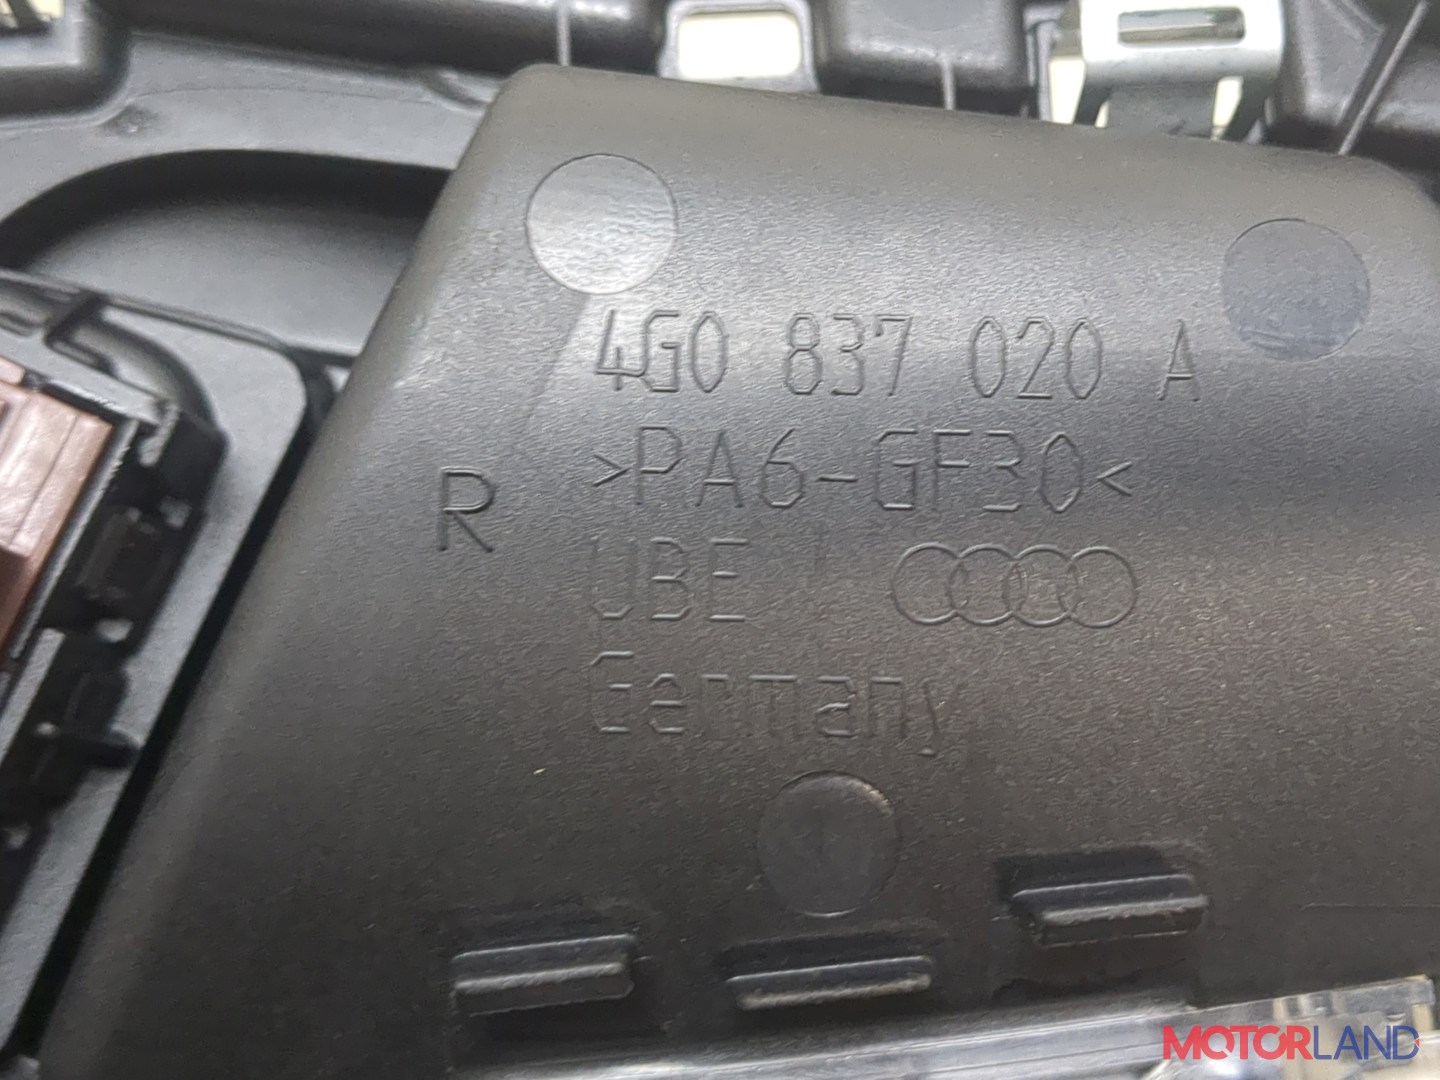 4G0 837 020 A
>PA6-GF30<
R
UBE
Germany
MOTORLAND